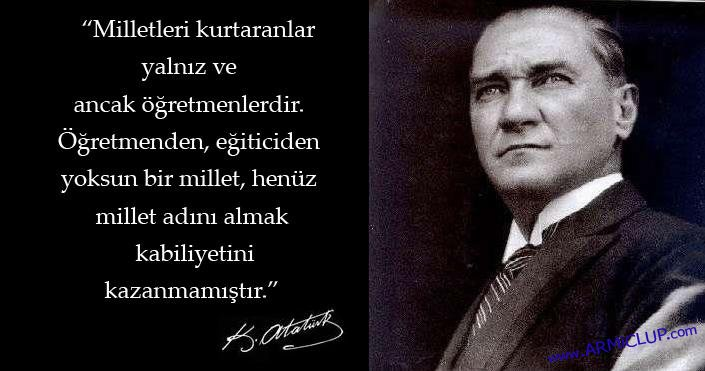 “Milletleri kurtaranlar
yalnız ve
ancak öğretmenlerdir.
Öğretmenden, eğiticiden
yoksun bir millet, henüz
millet adını almak
kabiliyetini
kazanmamıştır.”
K. Atatürk
www.ARMCLUP.com